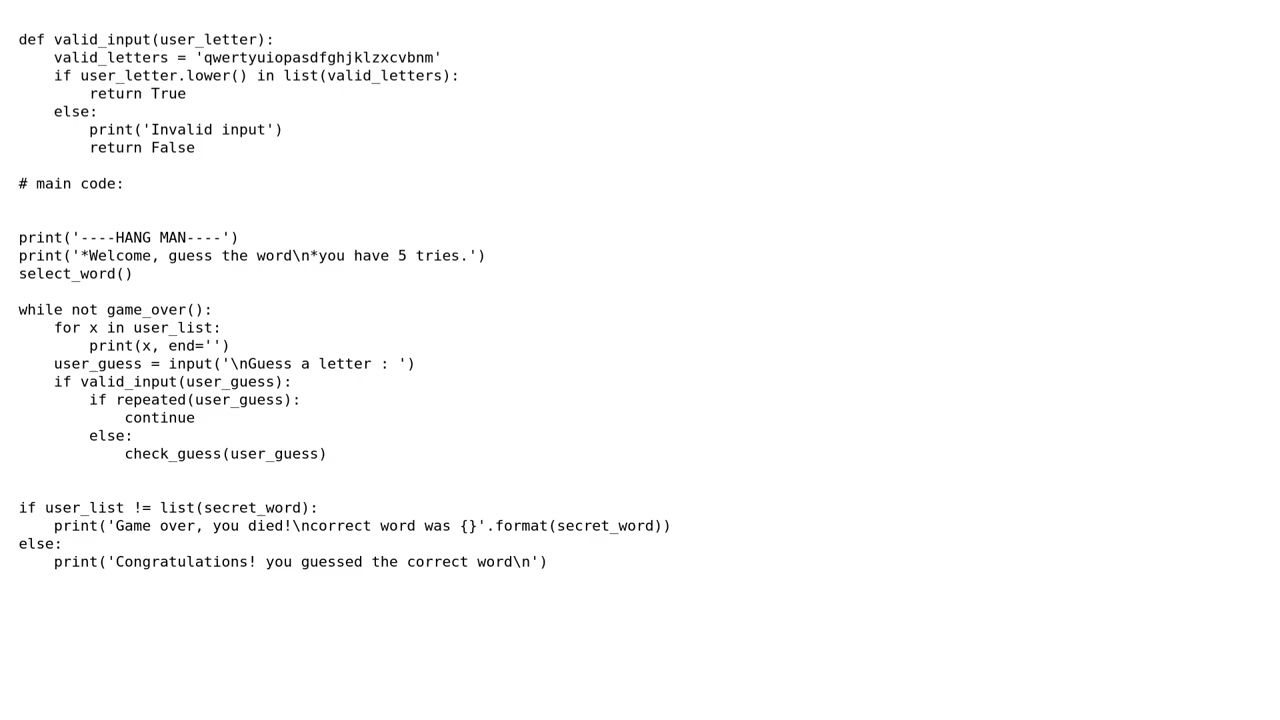 def valid_input(user_letter):
    valid_letters = 'qwertyuiopasdfghjklzxcvbnm'
    if user_letter.lower() in list(valid_letters):
        return True
    else:
        print('Invalid input')
        return False

# main code:


print('----HANG MAN----')
print('*Welcome, guess the word\n*you have 5 tries.')
select_word()

while not game_over():
    for x in user_list:
        print(x, end='')
    user_guess = input('\nGuess a letter : ')
    if valid_input(user_guess):
        if repeated(user_guess):
            continue
        else:
            check_guess(user_guess)


if user_list != list(secret_word):
    print('Game over, you died!\ncorrect word was {}'.format(secret_word))
else:
    print('Congratulations! you guessed the correct word\n')